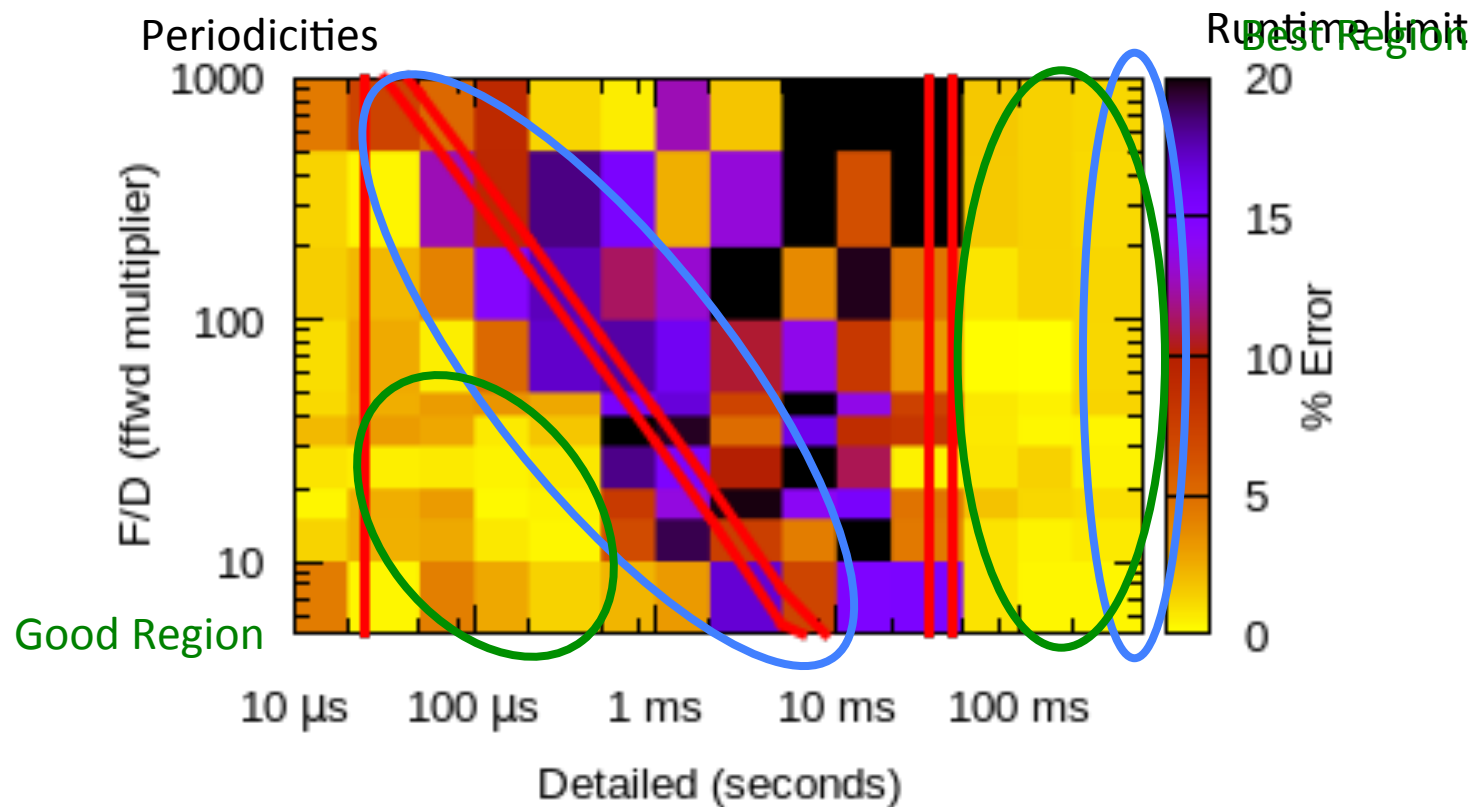 Periodicities
Runtime limit
Best Region
1000
100
10
F/D (ffwd multiplier)
Good Region
10 µs
100 µs
1 ms
10 ms
100 ms
Detailed (seconds)
20
15
10
5
0
% Error